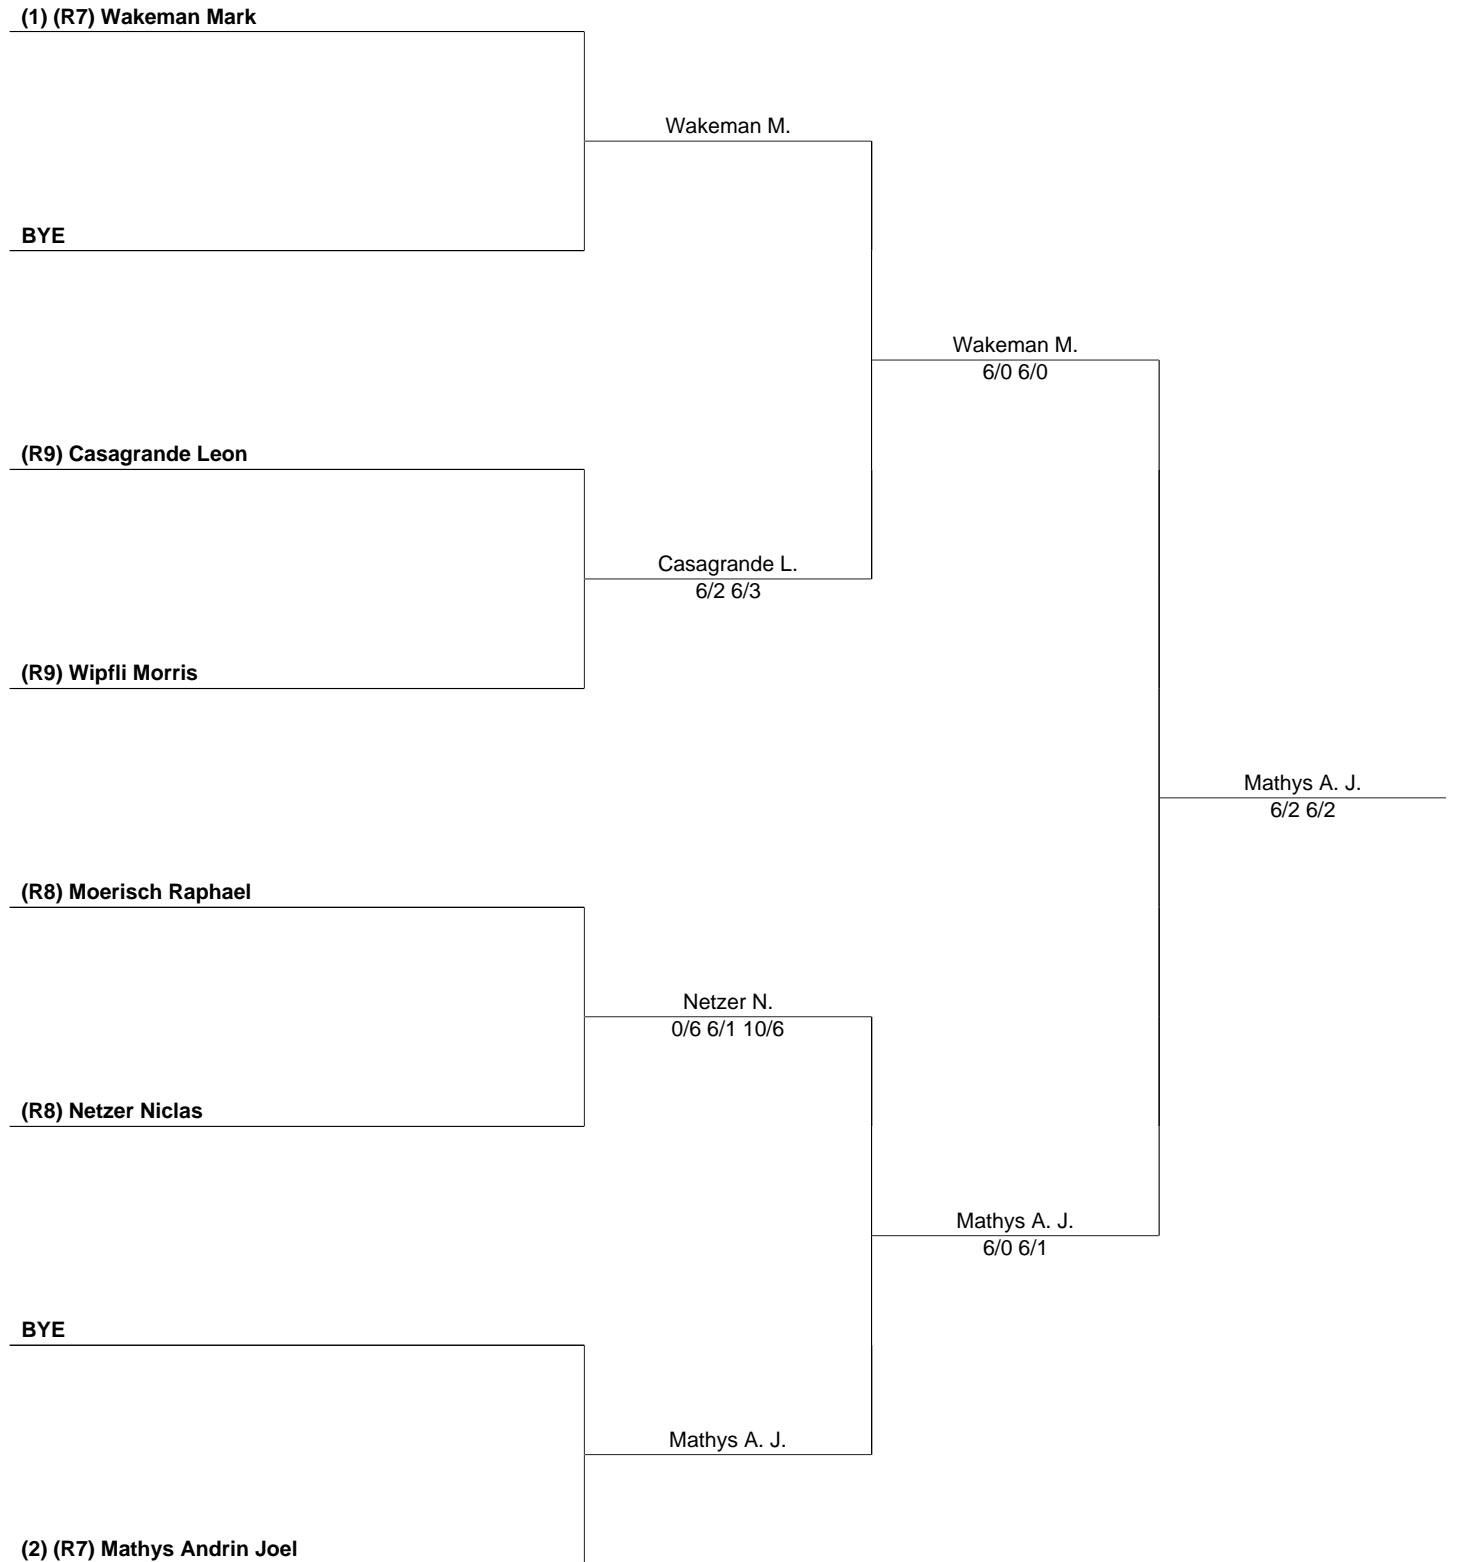 (1) (R7) Wakeman Mark
Wakeman M.
BYE
Wakeman M.
6/0 6/0
(R9) Casagrande Leon
Casagrande L.
6/2 6/3
(R9) Wipfli Morris
Mathys A. J.
6/2 6/2
(R8) Moerisch Raphael
Netzer N.
0/6 6/1 10/6
(R8) Netzer Niclas
Mathys A. J.
6/0 6/1
BYE
Mathys A. J.
(2) (R7) Mathys Andrin Joel